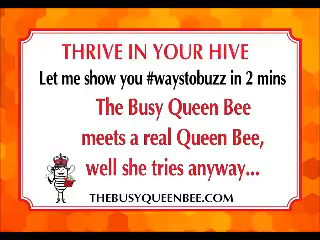 THRIVE IN YOUR HIVE
Let me show you #waystobuzz in 2 mins
The Busy Queen Bee
meets a real Queen Bee,
well she tries anyway...
THEBUSYQUEENBEE.COM